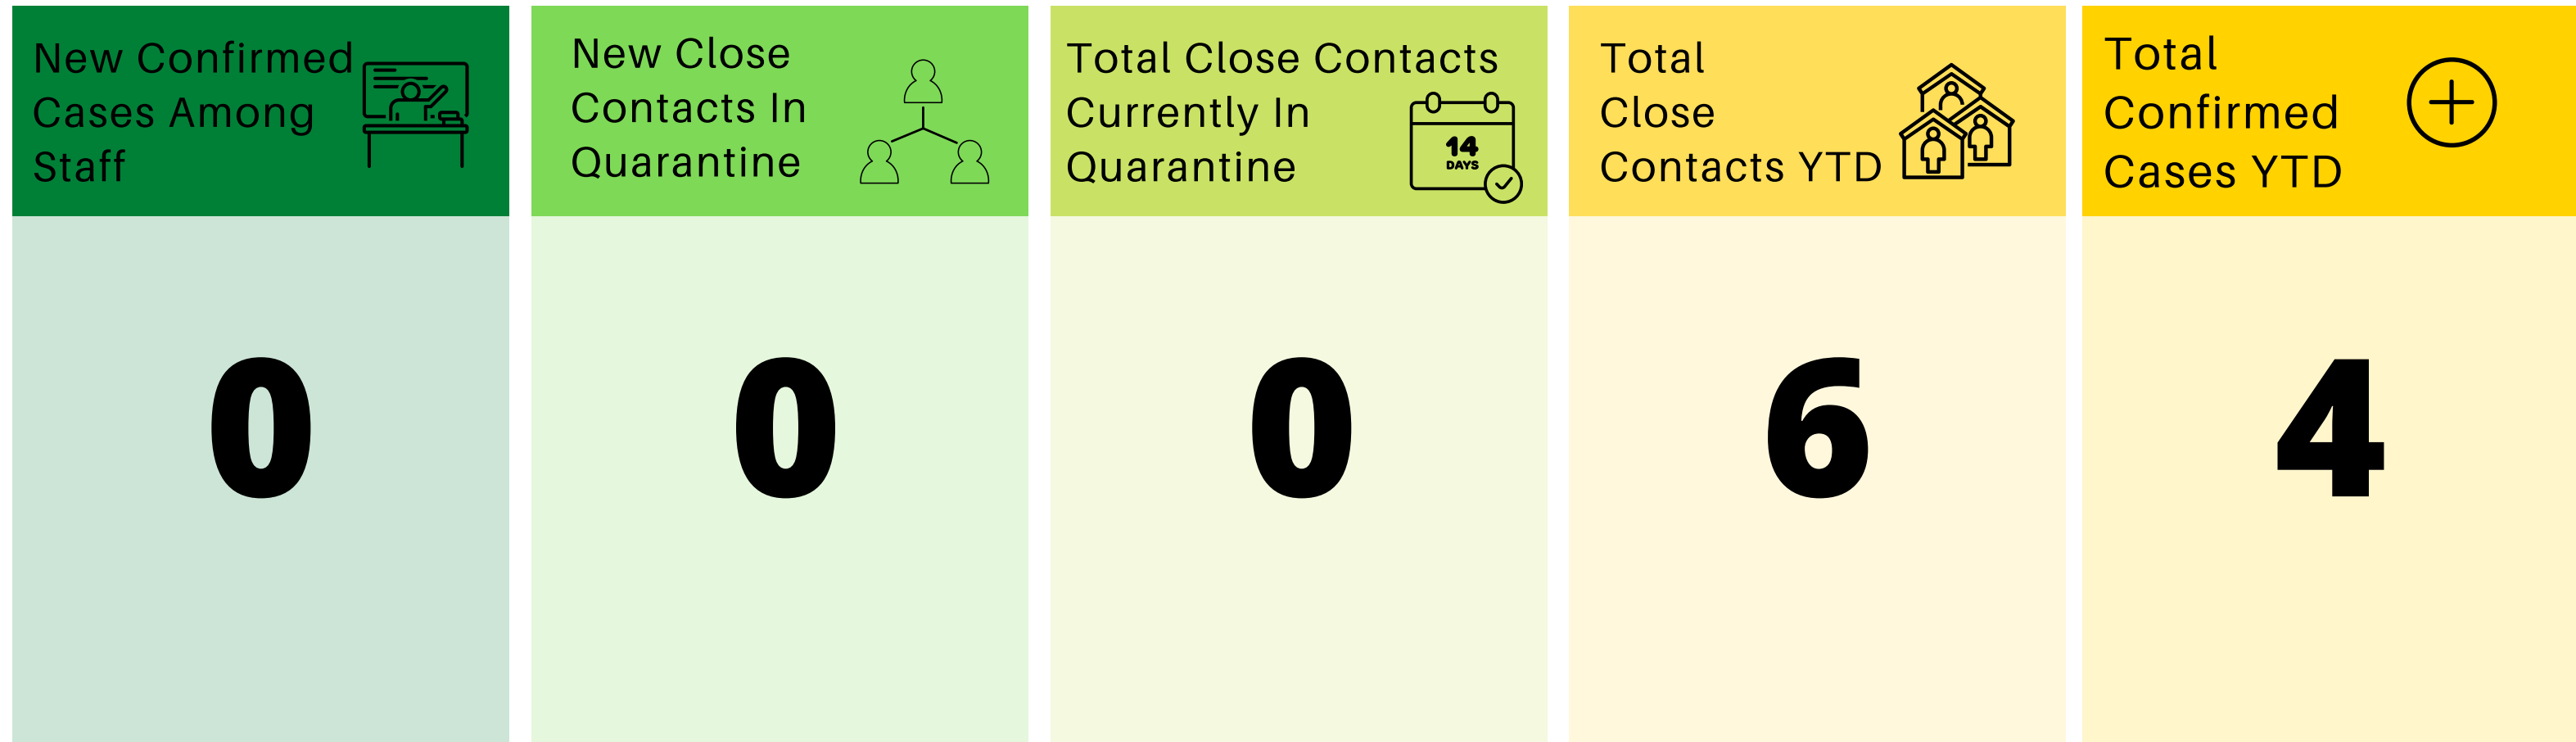 New Confirmed
Cases Among
Staff
0
New Close
Contacts In
Quarantine
0
Total Close Contacts
Currently In
Quarantine
14
DAYS
0
Total
Close
Contacts YTD
6
Total
Confirmed
Cases YTD
4